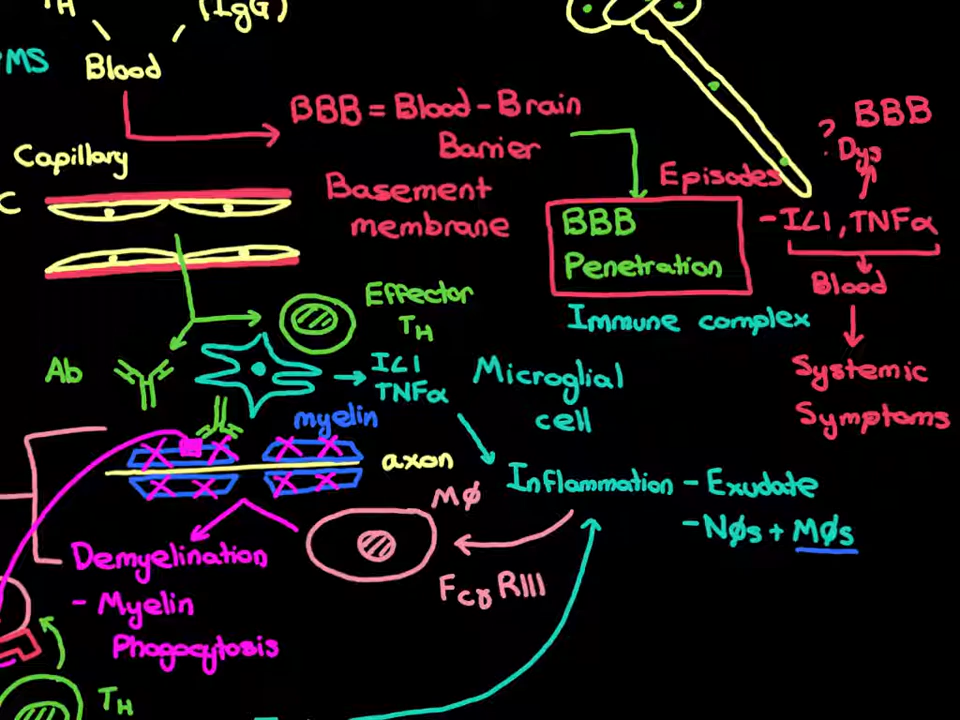 TH
(IgG)
MS
Blood
BBB = Blood-Brain
Barrier
Capillary
C
Basement
membrane
Episodes
BBB
Penetration
? BBB
Dys
- IL1, TNFα
Blood
Systemic
Symptoms
Immune complex
Effector
TH
Ab
IL1
TNFα
Microglial
cell
myelin
axon
Inflammation - Exudate
- NØs + MØs
MØ
FcγRIII
Demyelination
- Myelin
Phagocytosis
TH